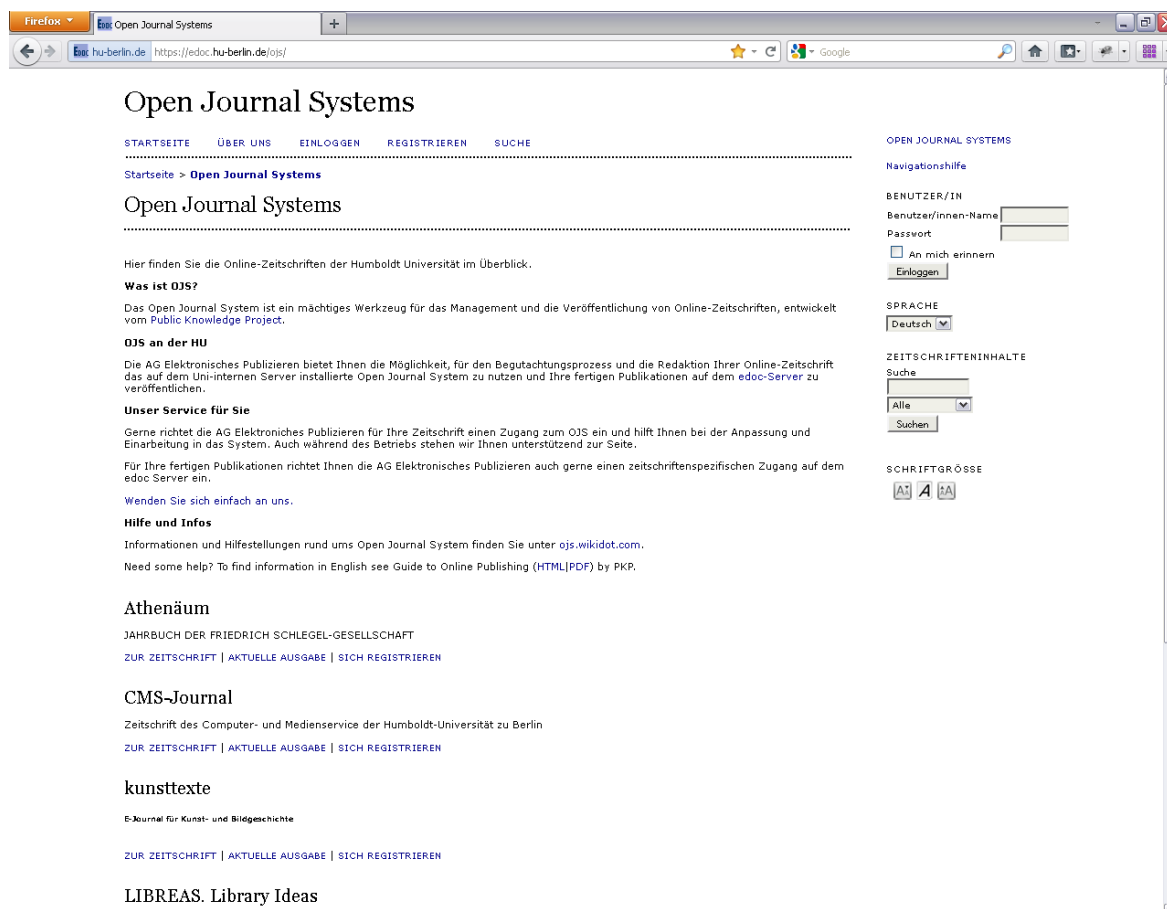 Firefox
Edoc Open Journal Systems
hu-berlin.de https://edoc.hu-berlin.de/ojs/
Google
Open Journal Systems
STARTSEITE ÜBER UNS EINLOGGEN REGISTRIEREN SUCHE
Startseite > Open Journal Systems
Open Journal Systems
Hier finden Sie die Online-Zeitschriften der Humboldt Universität im Überblick.
Was ist OJS?
Das Open Journal System ist ein mächtiges Werkzeug für das Management und die Veröffentlichung von Online-Zeitschriften, entwickelt
vom Public Knowledge Project.
OJS an der HU
Die AG Elektronisches Publizieren bietet Ihnen die Möglichkeit, für den Begutachtungsprozess und die Redaktion Ihrer Online-Zeitschrift
das auf dem Uni-internen Server installierte Open Journal System zu nutzen und Ihre fertigen Publikationen auf dem edoc-Server zu
veröffentlichen.
Unser Service für Sie
Gerne richtet die AG Elektroniches Publizieren für Ihre Zeitschrift einen Zugang zum OJS ein und hilft Ihnen bei der Anpassung und
Einarbeitung in das System. Auch während des Betriebs stehen wir Ihnen unterstützend zur Seite.
Für Ihre fertigen Publikationen richtet Ihnen die AG Elektronisches Publizieren auch gerne einen zeitschriftenspezifischen Zugang auf dem
edoc Server ein.
Wenden Sie sich einfach an uns.
Hilfe und Infos
Informationen und Hilfestellungen rund ums Open Journal System finden Sie unter ojs.wikidot.com.
Need some help? To find information in English see Guide to Online Publishing (HTML|PDF) by PKP.
Athenäum
JAHRBUCH DER FRIEDRICH SCHLEGEL-GESELLSCHAFT
ZUR ZEITSCHRIFT | AKTUELLE AUSGABE | SICH REGISTRIEREN
CMS-Journal
Zeitschrift des Computer- und Medienservice der Humboldt-Universität zu Berlin
ZUR ZEITSCHRIFT | AKTUELLE AUSGABE | SICH REGISTRIEREN
kunsttexte
E-Journal für Kunst- und Bildgeschichte
ZUR ZEITSCHRIFT | AKTUELLE AUSGABE | SICH REGISTRIEREN
LIBREAS. Library Ideas
OPEN JOURNAL SYSTEMS
Navigationshilfe
BENUTZER/IN
Benutzer/innen-Name
Passwort
An mich erinnern
Einloggen
SPRACHE
Deutsch
ZEITSCHRIFTENINHALTE
Suche
Alle
Suchen
SCHRIFTGRÖSSE
A A A